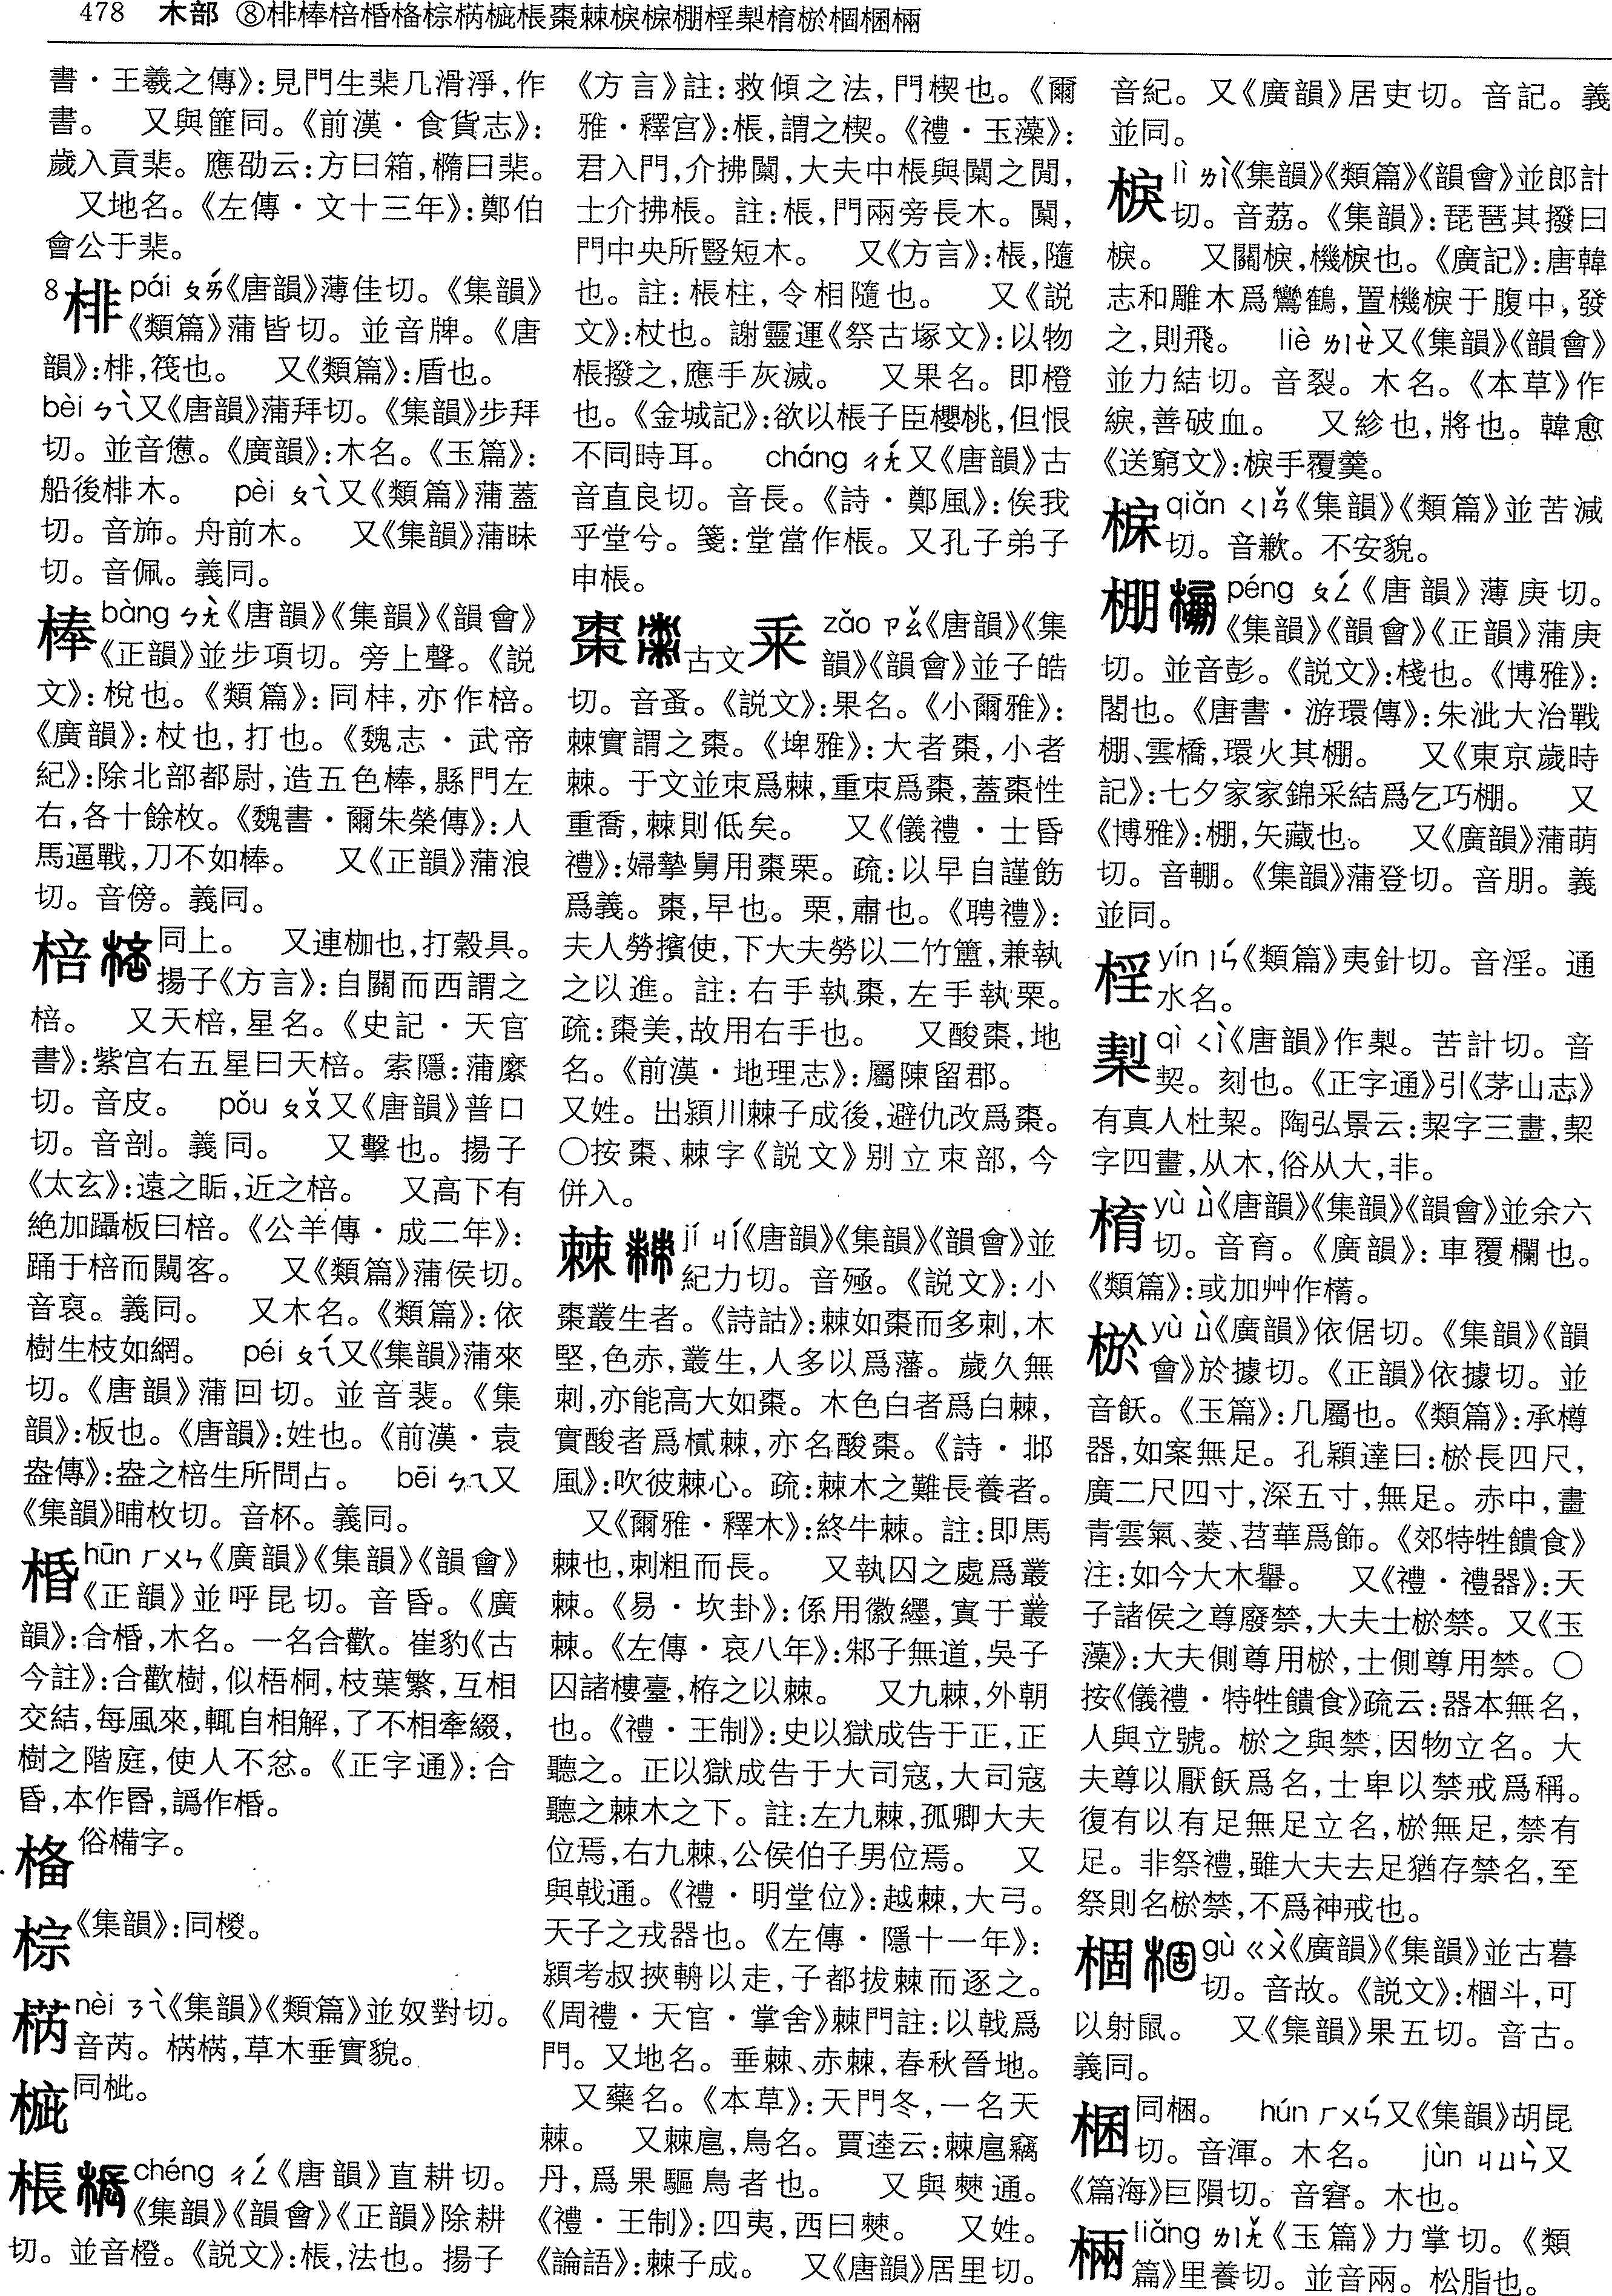 478 木部 ⑧棑棒棓棔㭲棕㮏㯅棖棗棘棙㮇棚㸒栔棛棜棝梱㮾
書·王羲之傳》:見門生棐几滑淨,作
書。 又與篚同。《前漢·食貨志》:
歲入貢棐。應劭云:方曰箱,橢曰棐。
又地名。《左傳·文十三年》:鄭伯
會公于棐。
8棑pái ㄆㄞˊ《唐韻》薄佳切。《集韻》
《類篇》蒲皆切。並音牌。《唐
韻》:棑,筏也。 又《類篇》:盾也。
bèi ㄅㄟˋ又《唐韻》蒲拜切。《集韻》步拜
切。並音憊。《廣韻》:木名。《玉篇》:
船後棑木。 pèi ㄆㄟˋ又《類篇》蒲蓋
切。音旆。舟前木。 又《集韻》蒲昧
切。音佩。義同。
棒bàng ㄅㄤˋ《唐韻》《集韻》《韻會》
《正韻》並步項切。旁上聲。《説
文》:梲也。《類篇》:同柈,亦作棓。
《廣韻》:杖也,打也。《魏志·武帝
紀》:除北部都尉,造五色棒,縣門左
右,各十餘枚。《魏書·爾朱榮傳》:人
馬逼戰,刀不如棒。 又《正韻》蒲浪
切。音傍。義同。
棓同上。 又連枷也,打穀具。
揚子《方言》:自關而西謂之
棓。 又天棓,星名。《史記·天官
書》:紫宮右五星曰天棓。索隱:蒲縻
切。音皮。 pǒu ㄆㄡˇ又《唐韻》普口
切。音剖。義同。 又擊也。揚子
《太玄》:遠之眡,近之棓。 又高下有
絶加躡板曰棓。《公羊傳·成二年》:
踊于棓而闚客。 又《類篇》蒲侯切。
音裒。義同。 又木名。《類篇》:依
樹生枝如網。 péi ㄆㄟˊ又《集韻》蒲來
切。《唐韻》蒲回切。並音裴。《集
韻》:板也。《唐韻》:姓也。《前漢·袁
盎傳》:盎之棓生所問占。 bēi ㄅㄟ又
《集韻》晡枚切。音杯。義同。
棔hūn ㄏㄨㄣ《廣韻》《集韻》《韻會》
《正韻》並呼昆切。音昏。《廣
韻》:合棔,木名。一名合歡。崔豹《古
今註》:合歡樹,似梧桐,枝葉繁,互相
交結,每風來,輒自相解,了不相牽綴,
樹之階庭,使人不忿。《正字通》:合
昏,本作昬,譌作棔。
俗㯗字。
棕《集韻》:同椶。
㮏nèi ㄋㄟˋ《集韻》《類篇》並奴對切。
音芮。㮏㮏,草木垂實貌。
同枇。
棖chéng ㄔㄥˊ《唐韻》直耕切。
《集韻》《韻會》《正韻》除耕
切。並音橙。《説文》:棖,法也。揚子
《方言》註:救傾之法,門楔也。《爾
雅·釋宮》:棖,謂之楔。《禮·玉藻》:
君入門,介拂闑,大夫中棖與闑之閒,
士介拂棖。註:棖,門兩旁長木。闑,
門中央所豎短木。 又《方言》:棖,隨
也。註:棖柱,令相隨也。 又《説
文》:杖也。謝靈運《祭古塚文》:以物
棖撥之,應手灰滅。 又果名。即橙
也。《金城記》:欲以棖子臣櫻桃,但恨
不同時耳。 cháng ㄔㄤˊ又《唐韻》古
音直良切。音長。《詩·鄭風》:俟我
乎堂兮。箋:堂當作棖。又孔子弟子
申棖。
棗 古文 zǎo ㄗㄠˇ《唐韻》《集
韻》《韻會》並子皓
切。音蚤。《説文》:果名。《小爾雅》:
棘實謂之棗。《埤雅》:大者棗,小者
棘。于文並朿爲棘,重朿爲棗,蓋棗性
重喬,棘則低矣。 又《儀禮·士昏
禮》:婦摯舅用棗栗。疏:以早自謹飭
爲義。棗,早也。栗,肅也。《聘禮》:
夫人勞擯使,下大夫勞以二竹簠,兼執
之以進。註:右手執棗,左手執栗。
疏:棗美,故用右手也。 又酸棗,地
名。《前漢·地理志》:屬陳留郡。
又姓。出潁川棘子成後,避仇改爲棗。
○按棗、棘字《説文》别立朿部,今
併入。
棘jí ㄐㄧˊ《唐韻》《集韻》《韻會》並
紀力切。音殛。《説文》:小
棗叢生者。《詩詁》:棘如棗而多刺,木
堅,色赤,叢生,人多以爲藩。歲久無
刺,亦能高大如棗。木色白者爲白棘,
實酸者爲樲棘,亦名酸棗。《詩·邶
風》:吹彼棘心。疏:棘木之難長養者。
又《爾雅·釋木》:終牛棘。註:即馬
棘也,刺粗而長。 又執囚之處爲叢
棘。《易·坎卦》:係用徽纆,寘于叢
棘。《左傳·哀八年》:邾子無道,吳子
囚諸樓臺,栫之以棘。 又九棘,外朝
也。《禮·王制》:史以獄成告于正,正
聽之。正以獄成告于大司寇,大司寇
聽之棘木之下。註:左九棘,孤卿大夫
位焉,右九棘,公侯伯子男位焉。 又
與戟通。《禮·明堂位》:越棘,大弓。
天子之戎器也。《左傳·隱十一年》:
潁考叔挾輈以走,子都拔棘而逐之。
《周禮·天官·掌舍》棘門註:以戟爲
門。又地名。垂棘、赤棘,春秋晉地。
又藥名。《本草》:天門冬,一名天
棘。 又棘扈,鳥名。賈逵云:棘扈竊
丹,爲果驅鳥者也。 又與僰通。
《禮·王制》:四夷,西曰僰。 又姓。
《論語》:棘子成。 又《唐韻》居里切。
音紀。又《廣韻》居吏切。音記。義
並同。
棙lì ㄌㄧˋ《集韻》《類篇》《韻會》並郎計
切。音荔。《集韻》:琵琶其撥曰
棙。 又關棙,機棙也。《廣記》:唐韓
志和雕木爲鸞鶴,置機棙于腹中,發
之,則飛。 liè ㄌㄧㄝˋ又《集韻》《韻會》
並力結切。音裂。木名。《本草》作
綟,善破血。 又紾也,捋也。韓愈
《送窮文》:棙手覆羹。
qiǎn ㄑㄧㄢˇ《集韻》《類篇》並苦減
切。音歉。不安貌。
棚péng ㄆㄥˊ《唐韻》薄庚切。
《集韻》《韻會》《正韻》蒲庚
切。並音彭。《説文》:棧也。《博雅》:
閣也。《唐書·游環傳》:朱泚大治戰
棚、雲橋,環火其棚。 又《東京歲時
記》:七夕家家錦采結爲乞巧棚。 又
《博雅》:棚,矢藏也。 又《廣韻》蒲萌
切。音輣。《集韻》蒲登切。音朋。義
並同。
yín ㄧㄣˊ《類篇》夷針切。音淫。通
水名。
qì ㄑㄧˋ《唐韻》作栔。苦計切。音
契。刻也。《正字通》引《茅山志》
有真人杜栔。陶弘景云:栔字三畫,栔
字四畫,从木,俗从大,非。
棛yù ㄩˋ《唐韻》《集韻》《韻會》並余六
切。音育。《廣韻》:車覆欄也。
《類篇》:或加艸作㯋。
棜yù ㄩˋ《廣韻》依倨切。《集韻》《韻
會》於據切。《正韻》依據切。並
音飫。《玉篇》:几屬也。《類篇》:承樽
器,如案無足。孔穎達曰:棜長四尺,
廣二尺四寸,深五寸,無足。赤中,畫
青雲氣、菱、苕華爲飾。《郊特牲饋食》
注:如今大木轝。 又《禮·禮器》:天
子諸侯之尊廢禁,大夫士棜禁。又《玉
藻》:大夫側尊用棜,士側尊用禁。○
按《儀禮·特牲饋食》疏云:器本無名,
人與立號。棜之與禁,因物立名。大
夫尊以厭飫爲名,士卑以禁戒爲稱。
復有以有足無足立名,棜無足,禁有
足。非祭禮,雖大夫去足猶存禁名,至
祭則名棜禁,不爲神戒也。
棝gù ㄍㄨˋ《廣韻》《集韻》並古暮
切。音故。《説文》:棝斗,可
以射鼠。 又《集韻》果五切。音古。
義同。
同梱。 hún ㄏㄨㄣˊ又《集韻》胡昆
切。音渾。木名。 jùn ㄐㄩㄣˋ又
《篇海》巨隕切。音窘。木也。
㮾liǎng ㄌㄧㄤˇ《玉篇》力掌切。《類
篇》里養切。並音兩。松脂也。